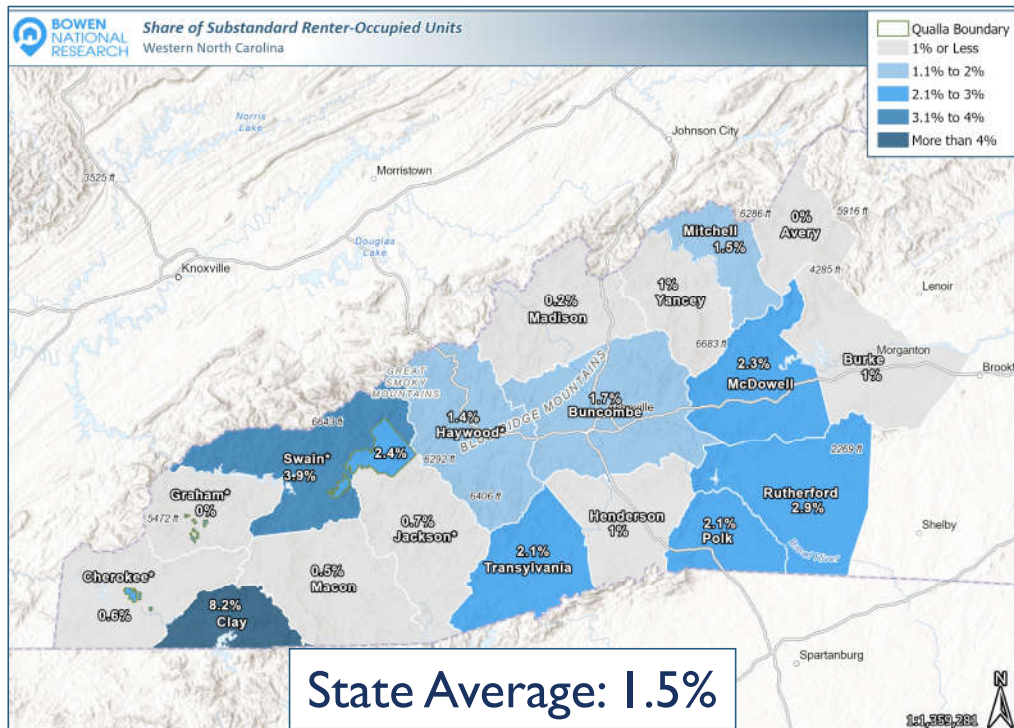 BOWEN
NATIONAL
RESEARCH
Share of Substandard Renter-Occupied Units
Western North Carolina
Qualla Boundary
1% or Less
1.1% to 2%
2.1% to 3%
3.1% to 4%
More than 4%
Norris
Lake
Johnson City
3525 ft
Morristown
6286 ft
5916 ft
0%
Avery
Mitchell
1.5%
Douglas
Lake
Knoxville
4285 ft
Lenoir
1%
Yancey
0.2%
Madison
6683 ft
Burke
Morganton
1%
2.3%
McDowell
GREAT
SMOKY
MOUNTAINS
1.7%
Buncombe
BLUE RIDGE MOUNTAINS
1.4%
Haywood*
6643 ft
2.4%
6292 ft
2269 ft
Swain*
3.9%
6406 ft
Rutherford
2.9%
Graham*
0%
5472 ft
Henderson
1%
Shelby
0.7%
Jackson*
2.1%
Polk
2.1%
Transylvania
0.5%
Macon
Cherokee*
0.6%
8.2%
Clay
Spartanburg
State Average: 1.5%
N
1:1,359,281